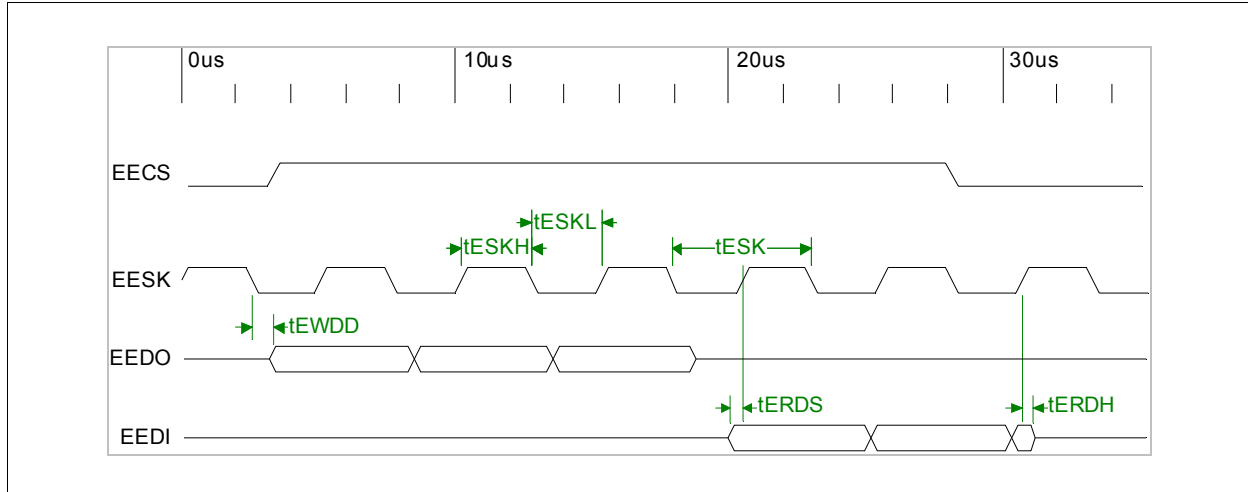 0us 10us 20us 30us
EECS
tESKL
tESKH tESK
EESK
tEWDD
EEDO
tERDS tERDH
EEDI